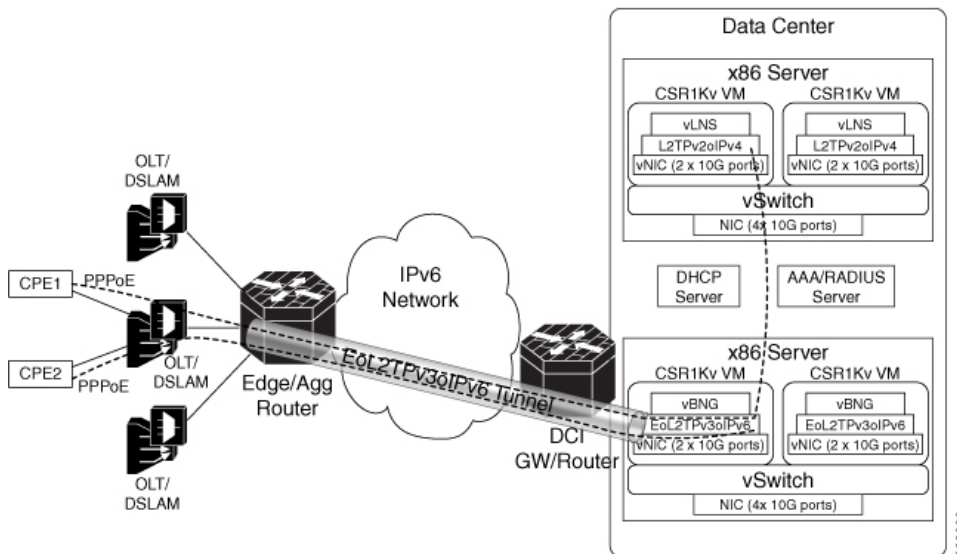 Data Center
x86 Server
CSR1Kv VM
CSR1Kv VM
vLNS
vLNS
L2TPv2oIPv4
L2TPv2oIPv4
vNIC (2 x 10G ports)
vNIC (2 x 10G ports)
vSwitch
NIC (4x 10G ports)
OLT/
DSLAM
CPE1
PPPoE
IPv6
Network
DHCP
Server
AAA/RADIUS
Server
CPE2
PPPoE
OLT/
DSLAM
Edge/Agg
Router
EoL2TPv3oIPv6 Tunnel
DCI
GW/Router
OLT/
DSLAM
x86 Server
CSR1Kv VM
CSR1Kv VM
vBNG
vBNG
EoL2TPv3oIPv6
EoL2TPv3oIPv6
vNIC (2 x 10G ports)
vNIC (2 x 10G ports)
vSwitch
NIC (4x 10G ports)